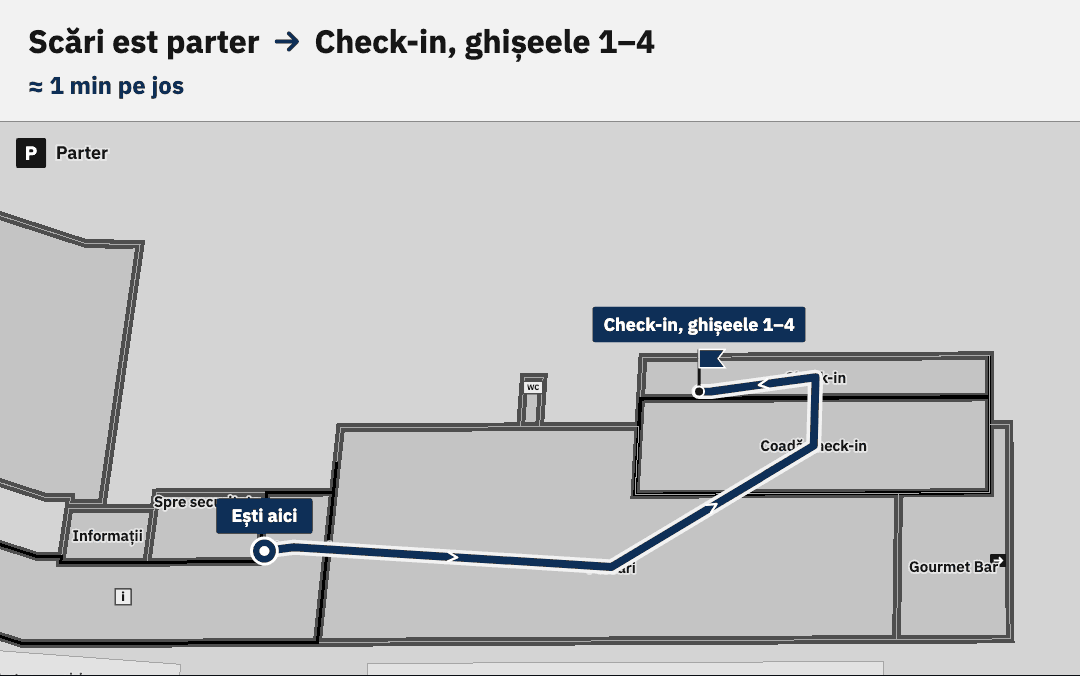 Scări est parter → Check-in, ghișeele 1–4
≈ 1 min pe jos
P Parter
Check-in, ghișeele 1–4
WC
Spre
Ești aici
Informații
Gourmet Bar
i